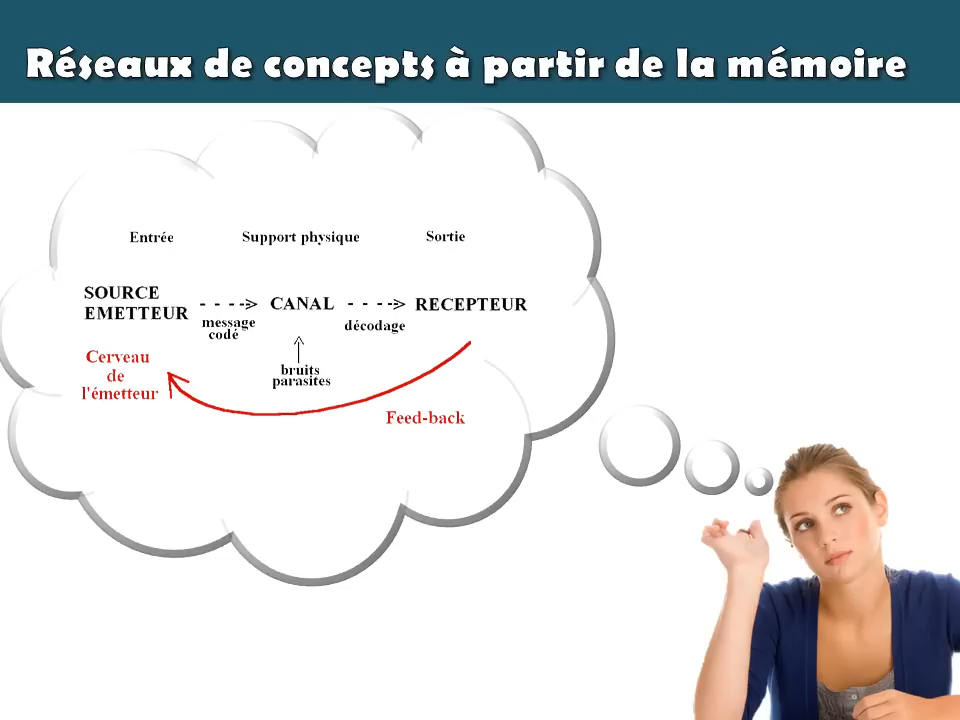 Réseaux de concepts à partir de la mémoire
Entrée
Support physique
Sortie
SOURCE
EMETTEUR
- - - -->
CANAL
- - - -->
RECEPTEUR
message
codé
décodage
bruits
parasites
Cerveau
de
l'émetteur
Feed-back